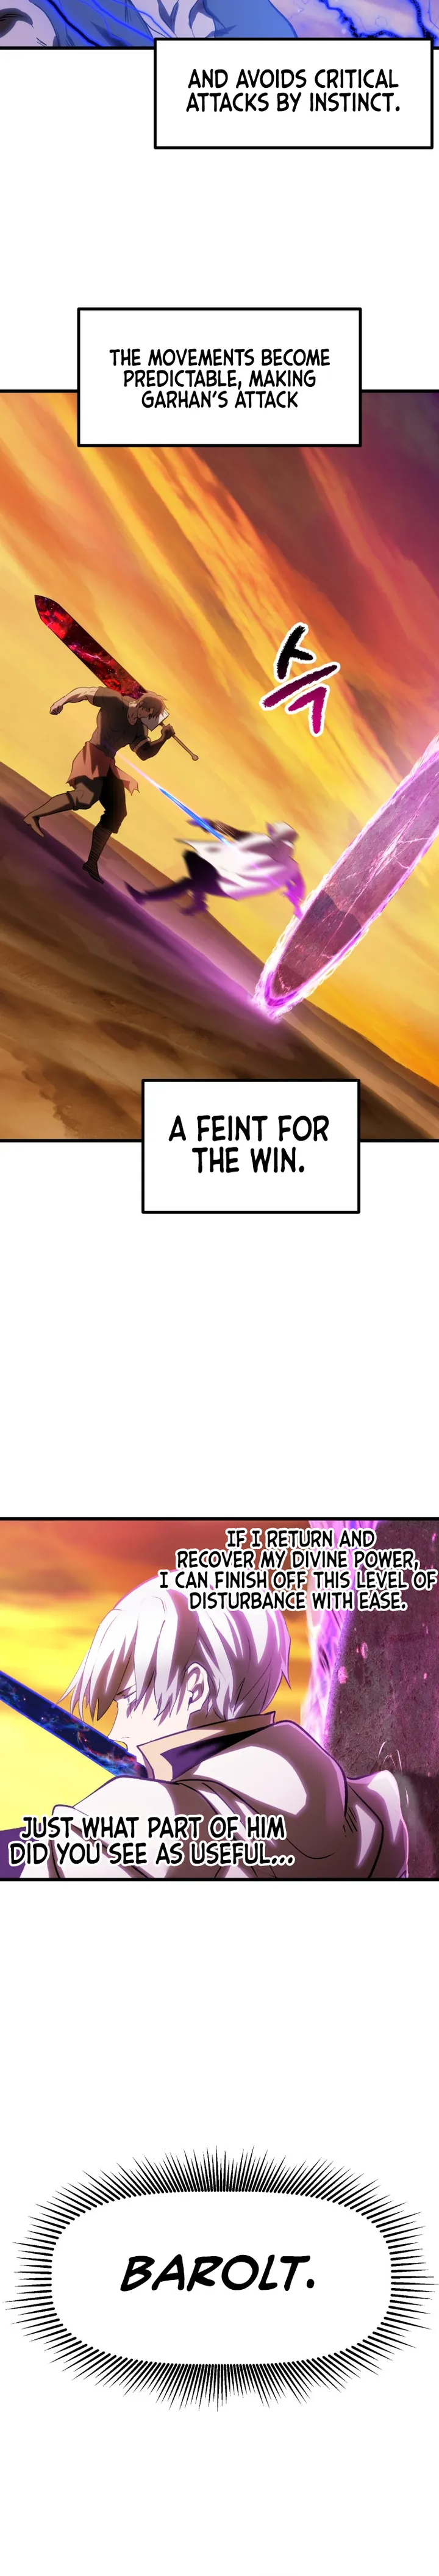 AND AVOIDS CRITICAL
ATTACKS BY INSTINCT.
THE MOVEMENTS BECOME
PREDICTABLE, MAKING
GARHAN'S ATTACK
A FEINT FOR
THE WIN.
IF I RETURN AND
RECOVER MY DIVINE POWER,
I CAN FINISH OFF THIS LEVEL OF
DISTURBANCE WITH EASE.
JUST WHAT PART OF HIM
DID YOU SEE AS USEFUL...
BAROLT.